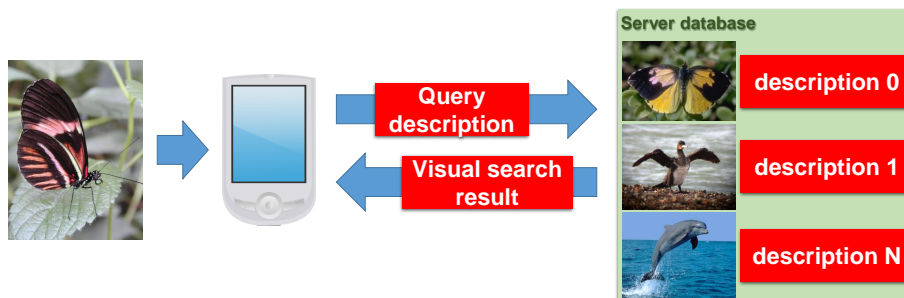 Server database
Query
description
Visual search
result
description 0
description 1
description N